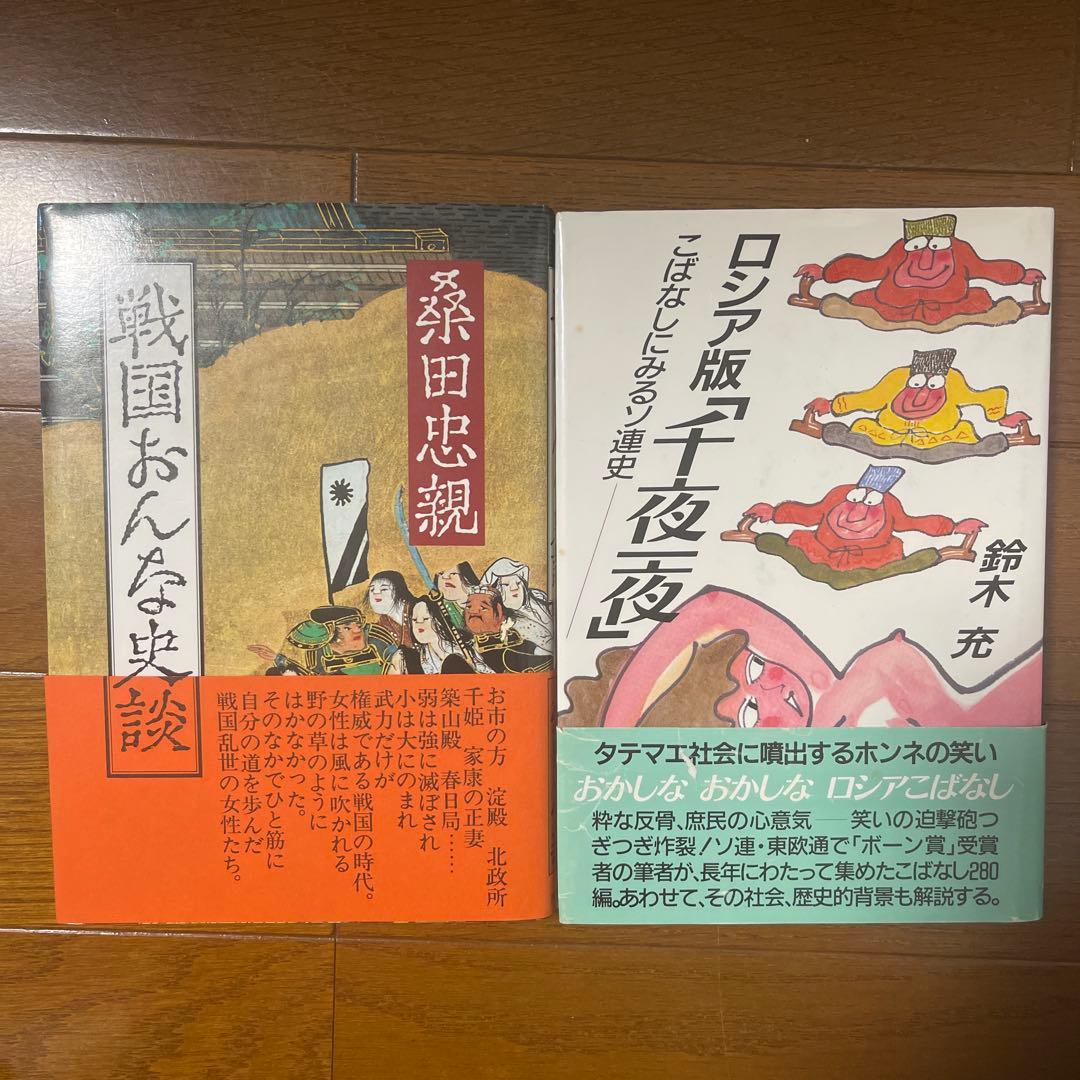 桑田忠親
戦国おんな史談
お市の方 淀殿 北政所
千姫 家康の正妻
築山殿 春日局……
弱は強に滅ぼされ
小は大にのまれ
武力だけが
権威である戦国の時代。
女性は風に吹かれる
野の草のように
はかなかった。
そのなかでひと筋に
自分の道を歩んだ
戦国乱世の女性たち。
ロシア版「千夜一夜」
こばなしにみるソ連史
鈴木 充
タテマエ社会に噴出するホンネの笑い
おかしな おかしな ロシアこばなし
粋な反骨、庶民の心意気――笑いの迫撃砲つ
ぎつぎ炸裂!ソ連・東欧通で「ボーン賞」受賞
者の筆者が、長年にわたって集めたこばなし280
編。あわせて、その社会、歴史的背景も解説する。